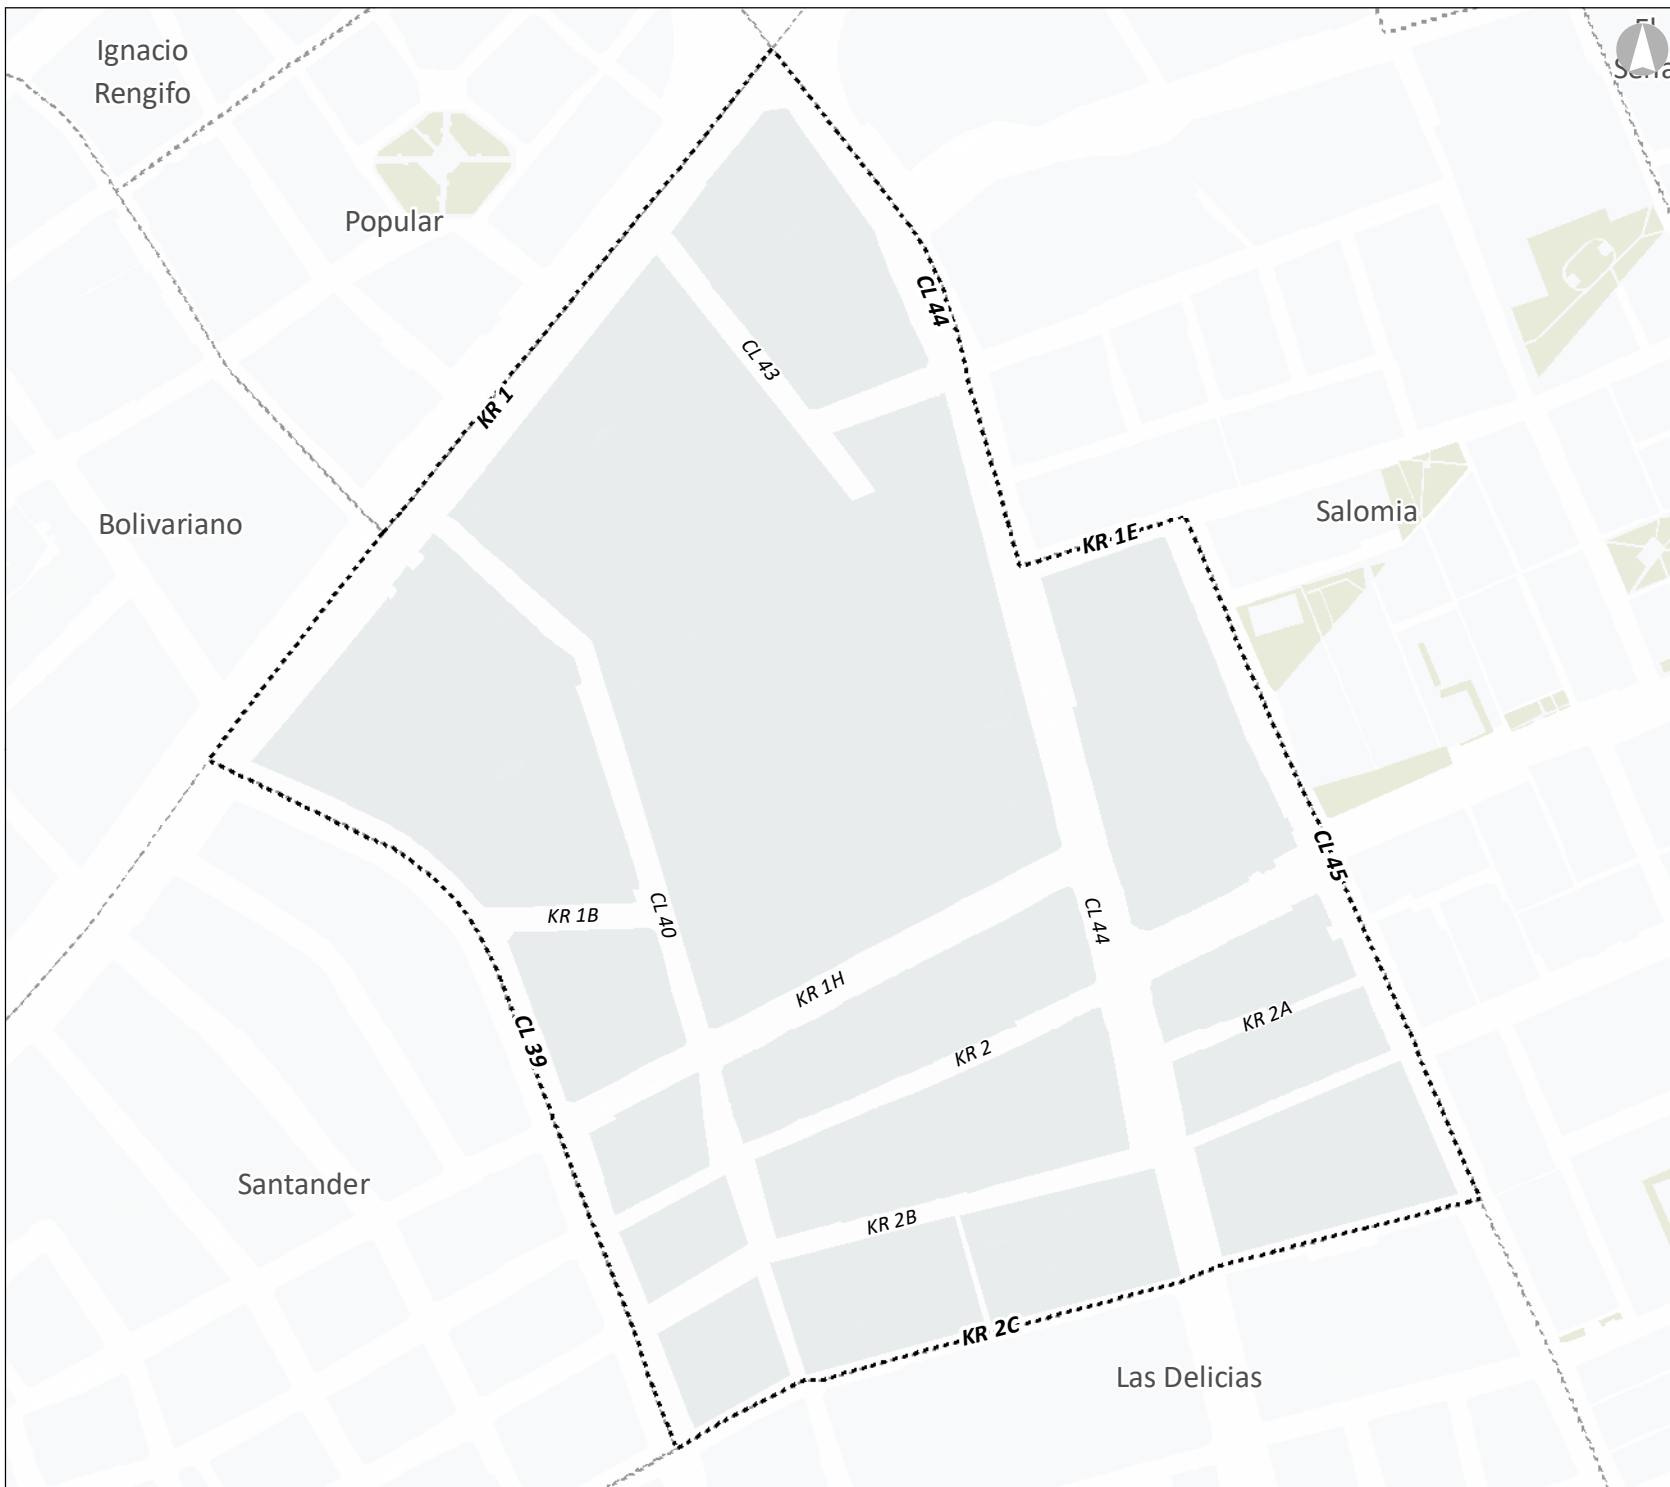 Ignacio
Rengifo
El
Popular
CL 44
CL 43
KR 1
Bolivariano
Salomia
KR 1E
CL 45
CL 40
KR 1B
CL 44
KR 1H
KR 2A
CL 39
KR 2
Santander
KR 2B
KR 2C
Las Delicias